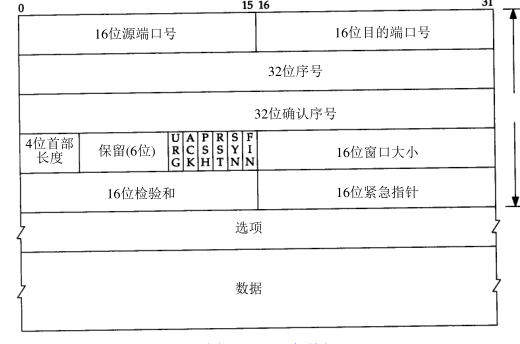 0 15 16 31
16位源端口号 16位目的端口号
32位序号
32位确认序号
4位首部
长度
保留(6位)
URG ACK PSH RST SYN FIN
16位窗口大小
16位检验和 16位紧急指针
选项
数据